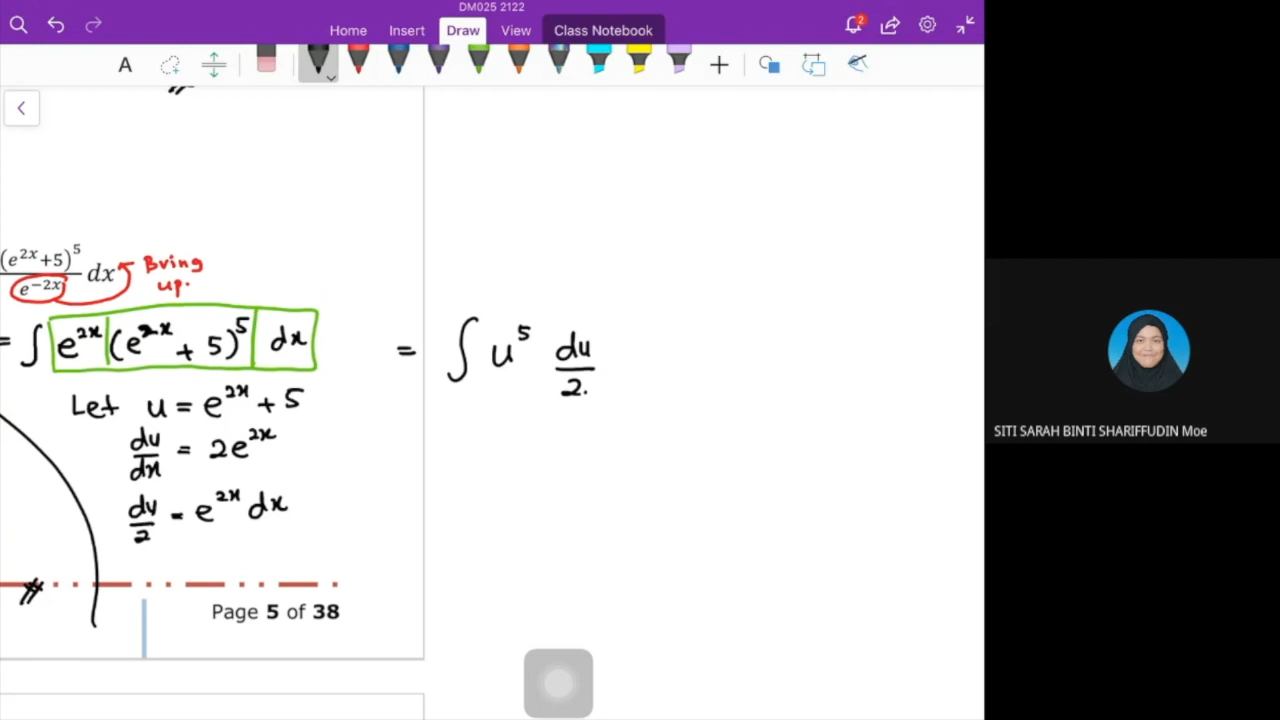 DM025 2122
Home Insert Draw View Class Notebook
2
A
(e^{2x}+5)^5
e^{-2x} dx Bring up.
= ∫ e^{2x} (e^{2x} + 5)^5 dx = ∫ u^5 du/2.
Let u = e^{2x} + 5
du/dx = 2e^{2x}
du/2 = e^{2x} dx
Page 5 of 38
SITI SARAH BINTI SHARIFFUDIN Moe